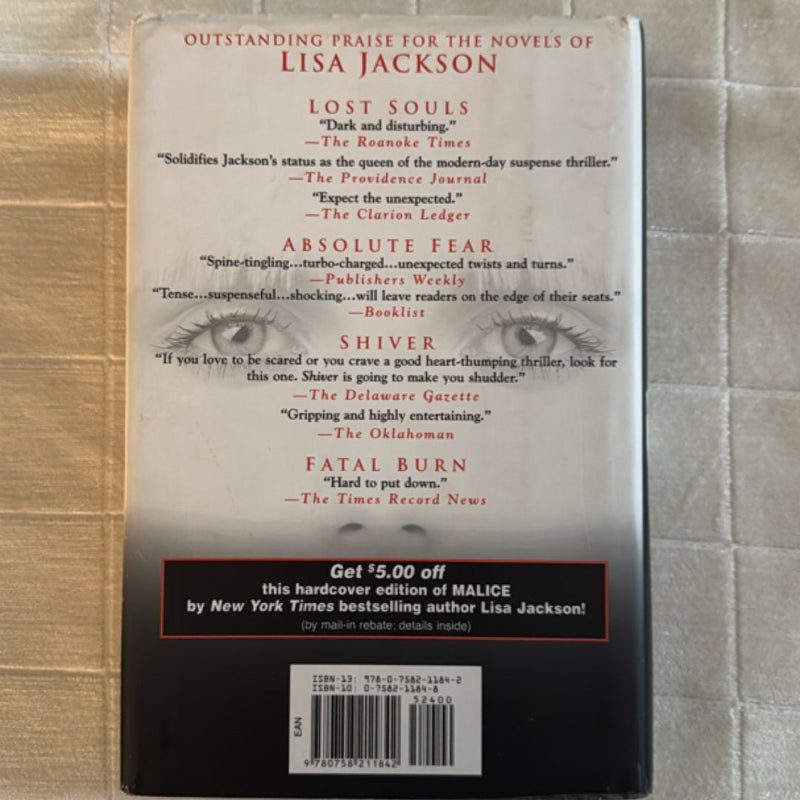 OUTSTANDING PRAISE FOR THE NOVELS OF
LISA JACKSON
LOST SOULS
“Dark and disturbing.”
—The Roanoke Times
“Solidifies Jackson’s status as the queen of the modern-day suspense thriller.”
—The Providence Journal
“Expect the unexpected.”
—The Clarion Ledger
ABSOLUTE FEAR
“Spine-tingling...turbo-charged...unexpected twists and turns.”
—Publishers Weekly
“Tense...suspenseful...shocking...will leave readers on the edge of their seats.”
—Booklist
SHIVER
“If you love to be scared or you crave a good heart-thumping thriller, look for
this one. Shiver is going to make you shudder.”
—The Delaware Gazette
“Gripping and highly entertaining.”
—The Oklahoman
FATAL BURN
“Hard to put down.”
—The Times Record News
Get $5.00 off
this hardcover edition of MALICE
by New York Times bestselling author Lisa Jackson!
(by mail-in rebate; details inside)
ISBN-13: 978-0-7582-1184-2
ISBN-10: 0-7582-1184-8
52400
EAN
9 780758 211842